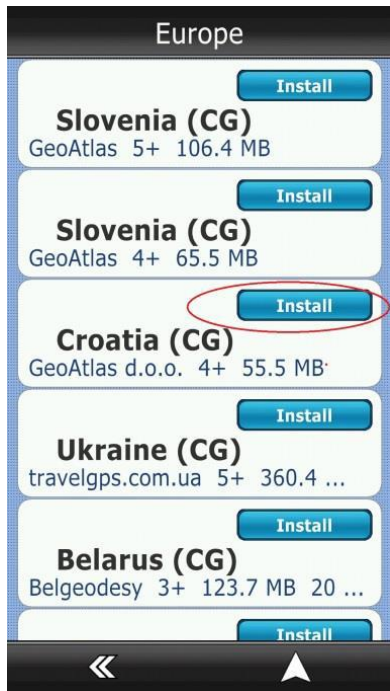 Europe
Install
Slovenia (CG)
GeoAtlas 5+ 106.4 MB
Install
Slovenia (CG)
GeoAtlas 4+ 65.5 MB
Install
Croatia (CG)
GeoAtlas d.o.o. 4+ 55.5 MB
Install
Ukraine (CG)
travelgps.com.ua 5+ 360.4 ...
Install
Belarus (CG)
Belgeodesy 3+ 123.7 MB 20 ...
Install